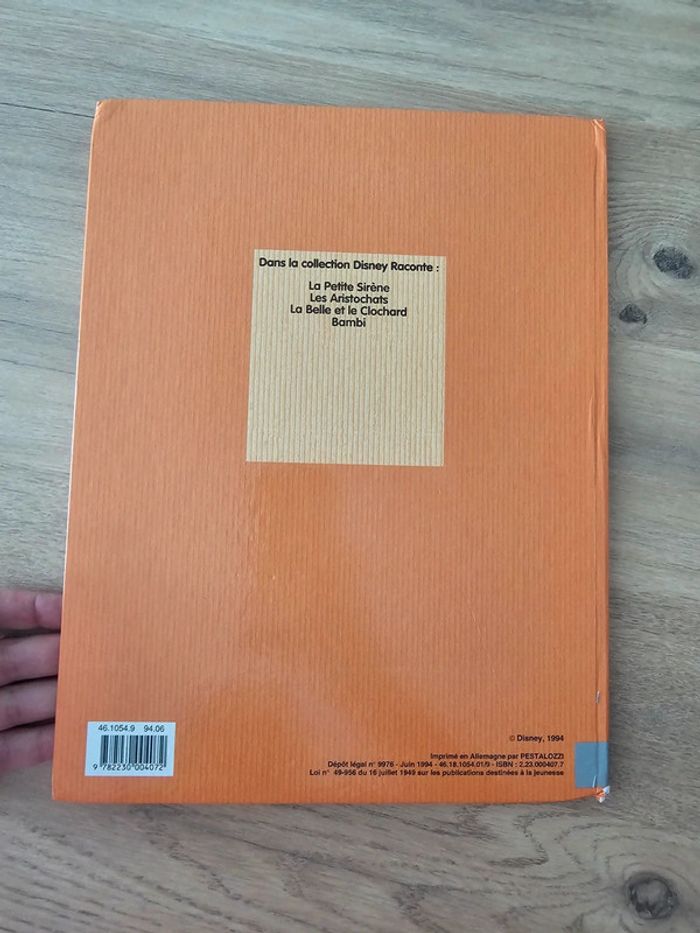 Dans la collection Disney Raconte :
La Petite Sirène
Les Aristochats
La Belle et le Clochard
Bambi
46.1054.9 94.06
9 782230 004072
© Disney, 1994
Imprimé en Allemagne par PESTALOZZI
Dépôt légal n° 9976 - Juin 1994 - 46.18.1054.01/9 - ISBN : 2.23.000407.7
Loi n° 49-956 du 16 juillet 1949 sur les publications destinées à la jeunesse